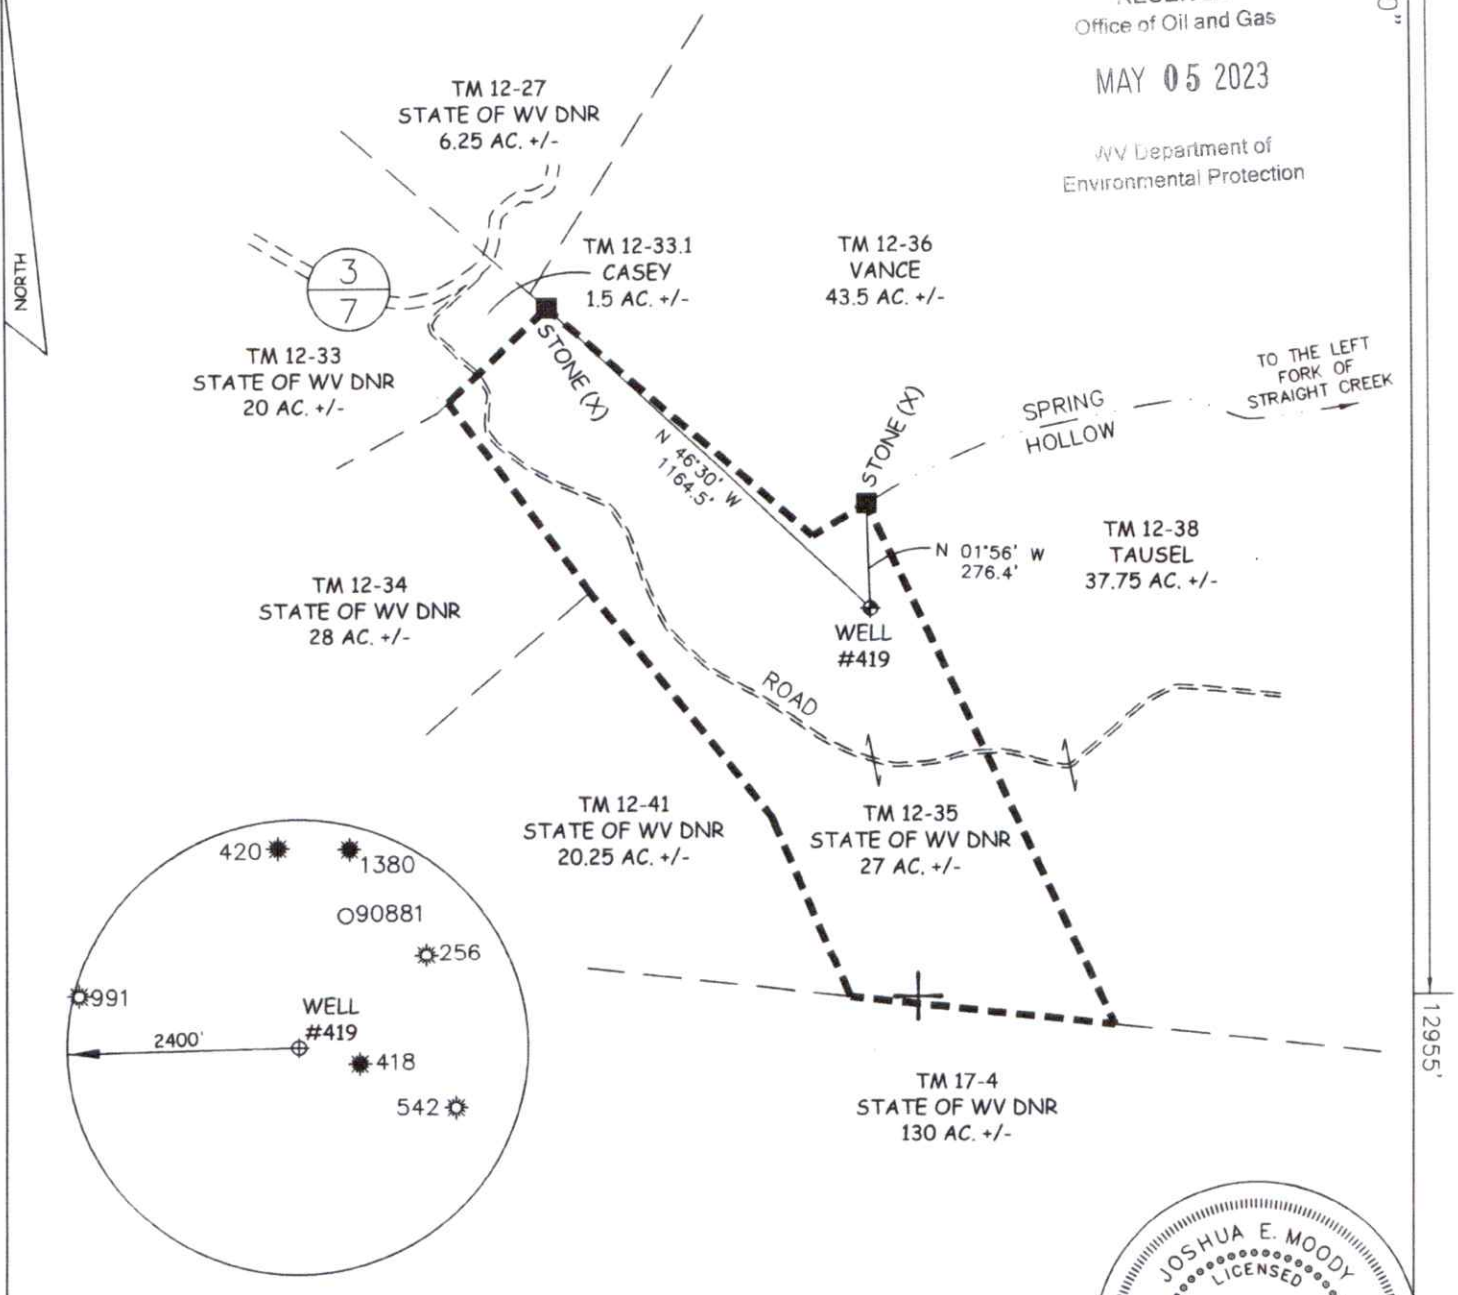 Office of Oil and Gas
MAY 05 2023
WV Department of
Environmental Protection
NORTH
TM 12-27
STATE OF WV DNR
6.25 AC. +/-
TM 12-33.1
CASEY
1.5 AC. +/-
TM 12-36
VANCE
43.5 AC. +/-
3
7
TM 12-33
STATE OF WV DNR
20 AC. +/-
STONE (X)
STONE (X)
N 46°30' W
1164.5'
SPRING
HOLLOW
TO THE LEFT
FORK OF
STRAIGHT CREEK
N 01°56' W
276.4'
TM 12-38
TAUSEL
37.75 AC. +/-
TM 12-34
STATE OF WV DNR
28 AC. +/-
WELL
#419
ROAD
TM 12-41
STATE OF WV DNR
20.25 AC. +/-
TM 12-35
STATE OF WV DNR
27 AC. +/-
420
1380
90881
256
991
WELL
#419
2400'
418
542
TM 17-4
STATE OF WV DNR
130 AC. +/-
12955'
JOSHUA E. MOODY
LICENSED